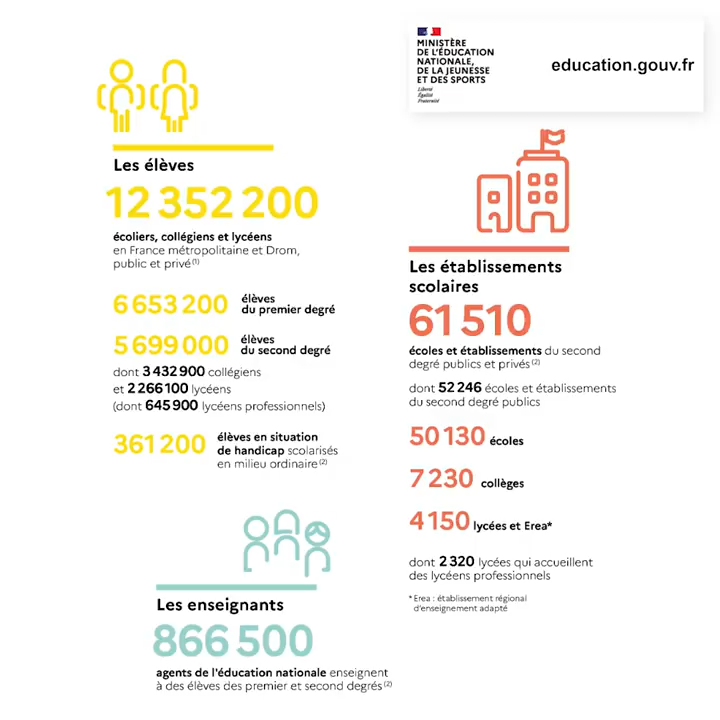 MINISTÈRE
DE L'ÉDUCATION
NATIONALE,
DE LA JEUNESSE
ET DES SPORTS
Liberté
Égalité
Fraternité
education.gouv.fr
Les élèves
12 352 200
écoliers, collégiens et lycéens
en France métropolitaine et Drom,
public et privé(1)
6 653 200 élèves
du premier degré
5 699 000 élèves
du second degré
dont 3 432 900 collégiens
et 2 266 100 lycéens
(dont 645 900 lycéens professionnels)
361 200 élèves en situation
de handicap scolarisés
en milieu ordinaire(2)
Les établissements
scolaires
61 510
écoles et établissements du second
degré publics et privés(2)
dont 52 246 écoles et établissements
du second degré publics
50 130 écoles
7 230 collèges
4 150 lycées et Erea*
dont 2 320 lycées qui accueillent
des lycéens professionnels
* Erea : établissement régional
d'enseignement adapté
Les enseignants
866 500
agents de l'éducation nationale enseignent
à des élèves des premier et second degrés(2)